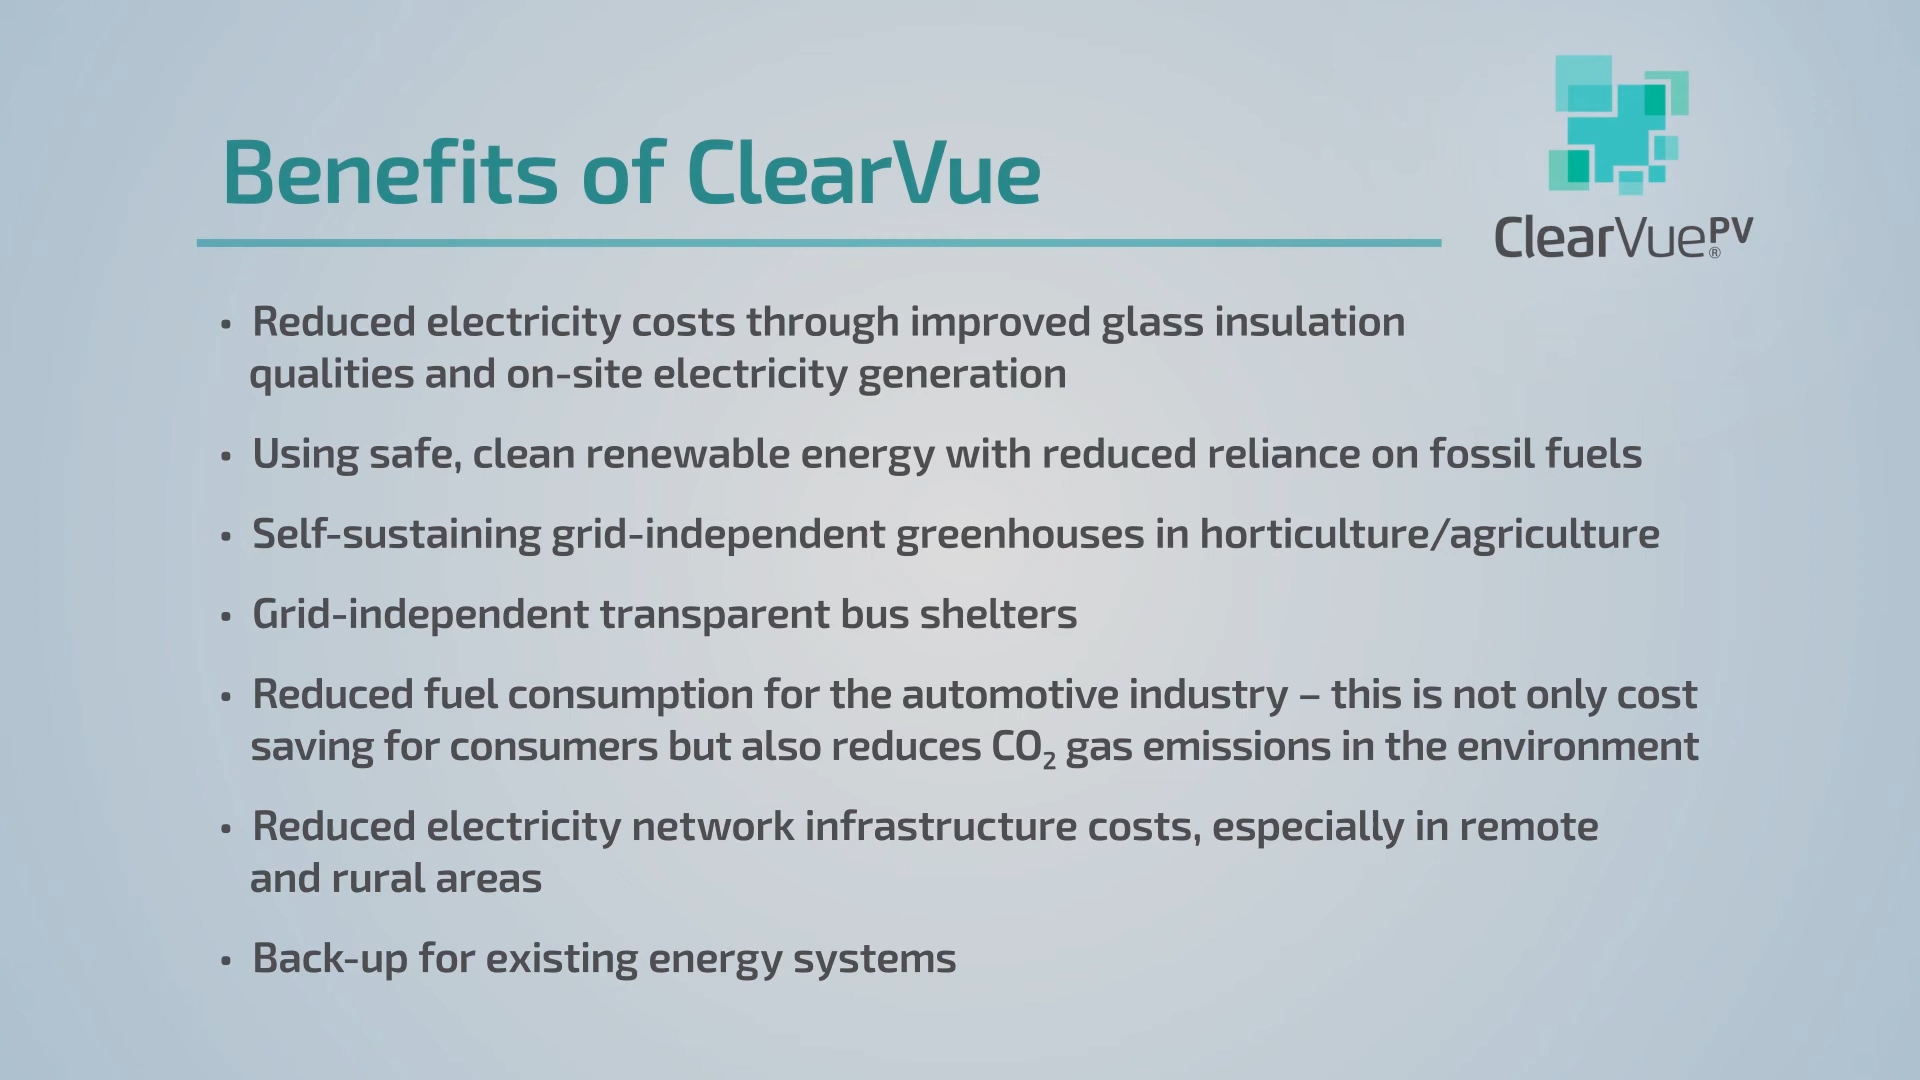 Benefits of ClearVue
ClearVuePV®
• Reduced electricity costs through improved glass insulation
qualities and on-site electricity generation
• Using safe, clean renewable energy with reduced reliance on fossil fuels
• Self-sustaining grid-independent greenhouses in horticulture/agriculture
• Grid-independent transparent bus shelters
• Reduced fuel consumption for the automotive industry – this is not only cost
saving for consumers but also reduces CO₂ gas emissions in the environment
• Reduced electricity network infrastructure costs, especially in remote
and rural areas
• Back-up for existing energy systems